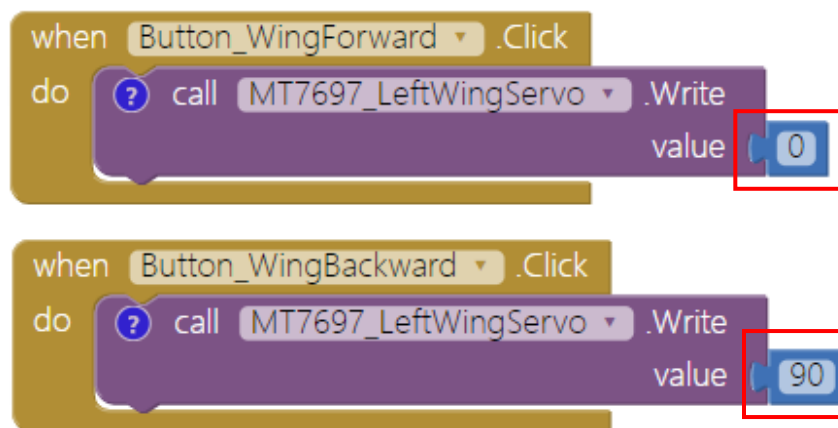 when Button_WingForward .Click
do ? call MT7697_LeftWingServo .Write
value 0
when Button_WingBackward .Click
do ? call MT7697_LeftWingServo .Write
value 90